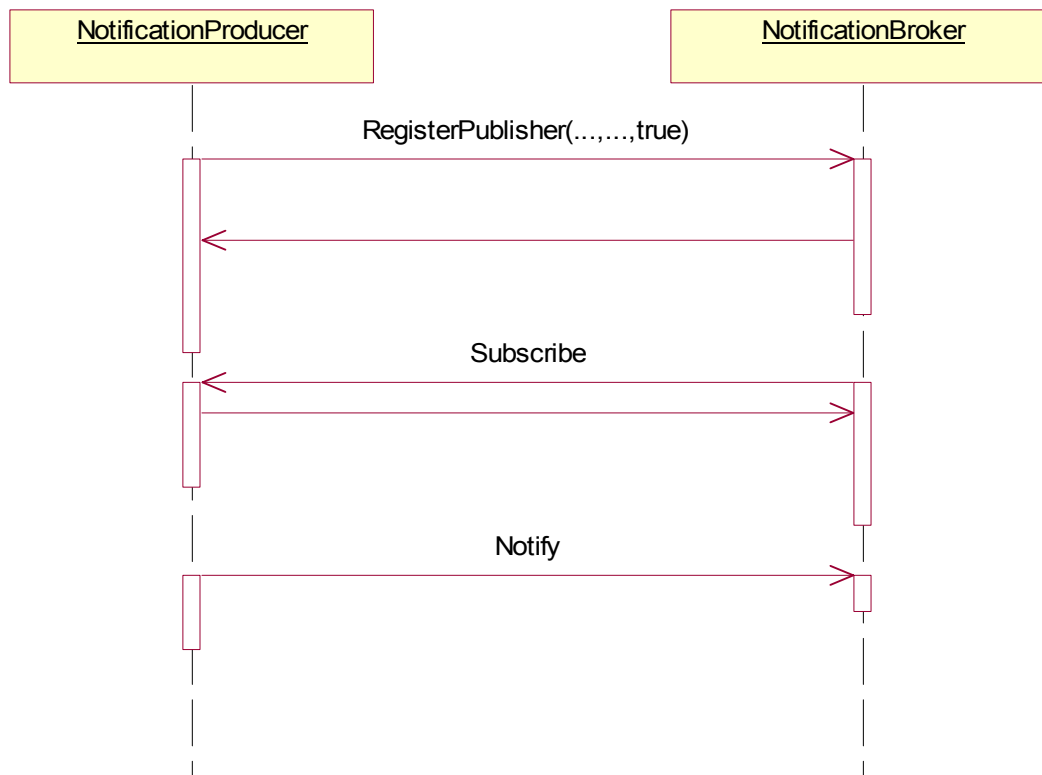 NotificationProducer
NotificationBroker
RegisterPublisher(...,...,true)
Subscribe
Notify